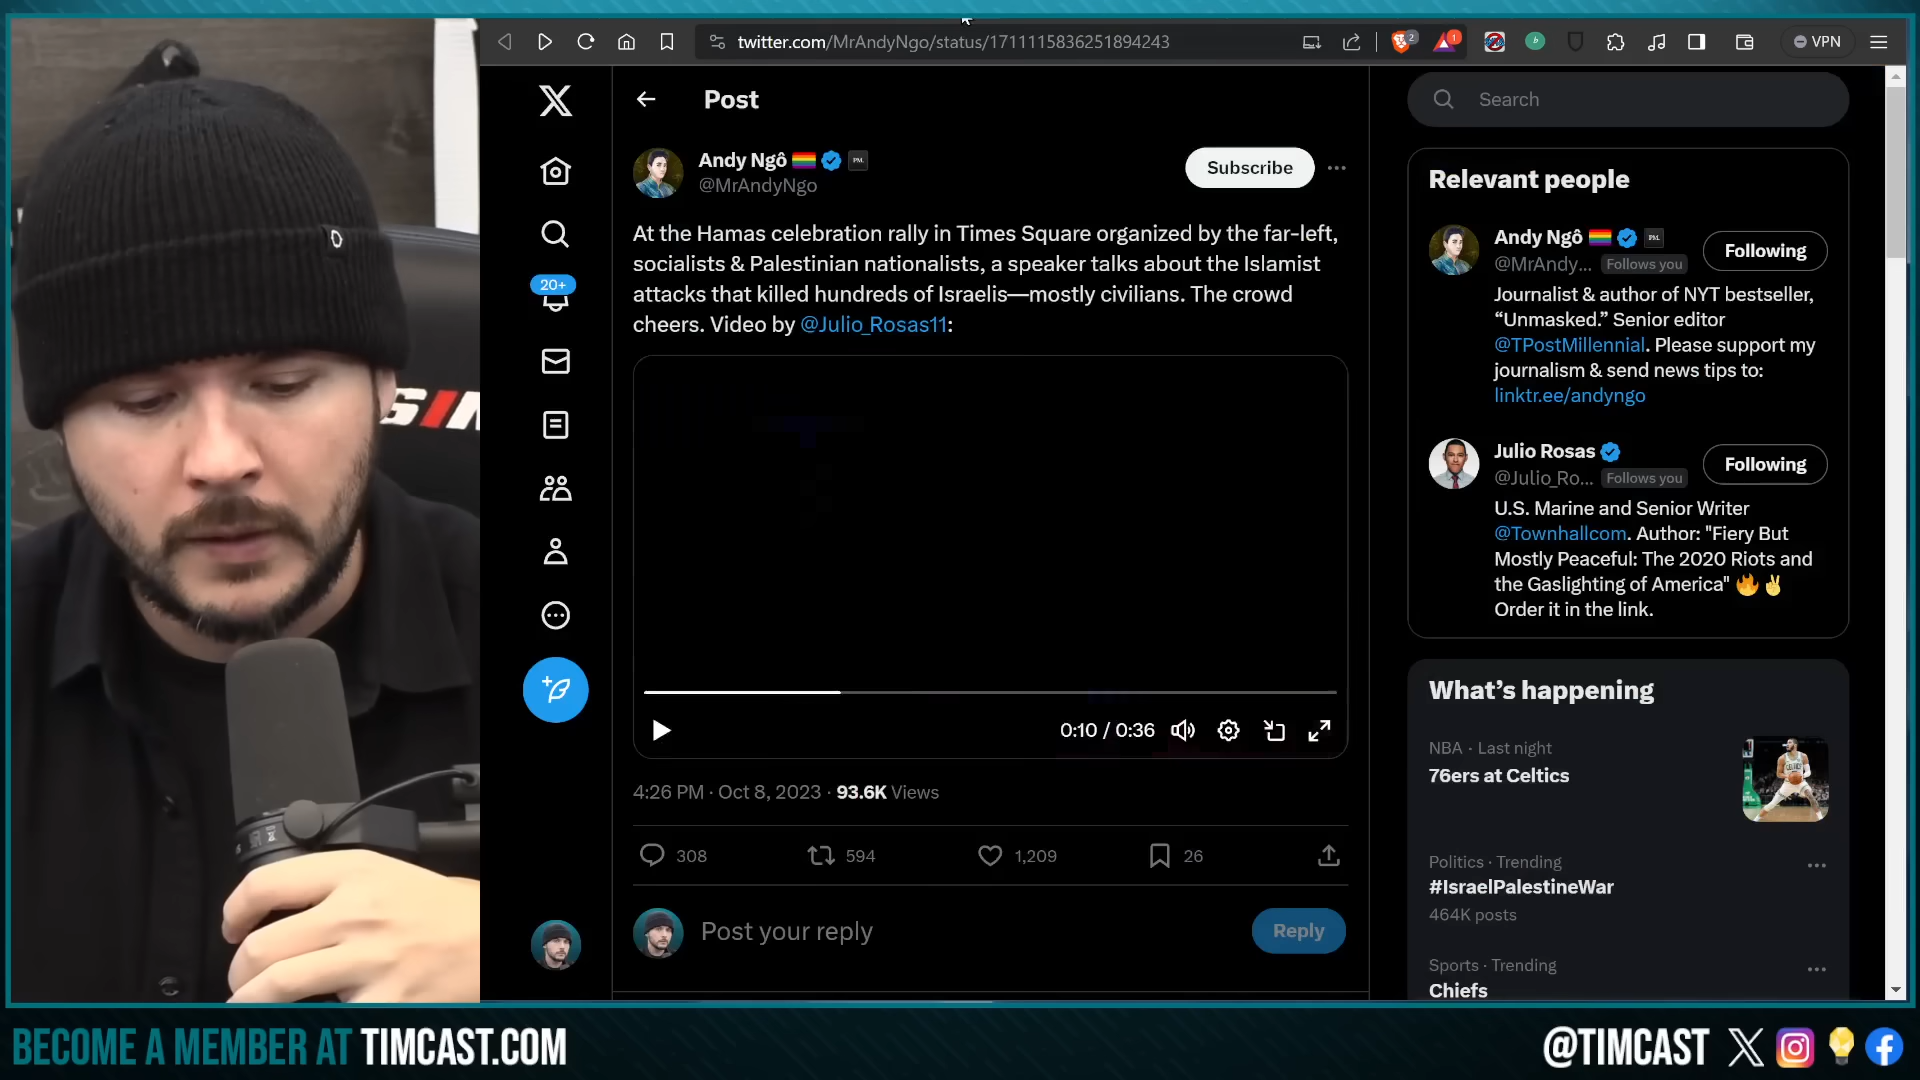 twitter.com/MrAndyNgo/status/1711115836251894243
2
1
b
VPN
Post
Search
Andy Ngô
PM.
@MrAndyNgo
Subscribe
At the Hamas celebration rally in Times Square organized by the far-left,
socialists & Palestinian nationalists, a speaker talks about the Islamist
attacks that killed hundreds of Israelis—mostly civilians. The crowd
cheers. Video by @Julio_Rosas11:
20+
0:10 / 0:36
4:26 PM · Oct 8, 2023 · 93.6K Views
308
594
1,209
26
Post your reply
Reply
Relevant people
Andy Ngô
PM.
@MrAndy...
Follows you
Following
Journalist & author of NYT bestseller,
“Unmasked.” Senior editor
@TPostMillennial. Please support my
journalism & send news tips to:
linktr.ee/andyngo
Julio Rosas
@Julio_Ro...
Follows you
Following
U.S. Marine and Senior Writer
@Townhallcom. Author: "Fiery But
Mostly Peaceful: The 2020 Riots and
the Gaslighting of America" 🔥✌
Order it in the link.
What’s happening
NBA · Last night
76ers at Celtics
Politics · Trending
#IsraelPalestineWar
464K posts
Sports · Trending
Chiefs
BECOME A MEMBER AT TIMCAST.COM
@TIMCAST